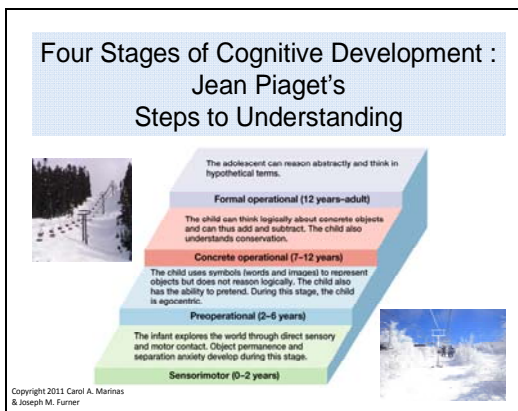 Four Stages of Cognitive Development :
Jean Piaget's
Steps to Understanding
The adolescent can reason abstractly and think in
hypothetical terms.
Formal operational (12 years–adult)
The child can think logically about concrete objects
and can thus add and subtract. The child also
understands conservation.
Concrete operational (7–12 years)
The child uses symbols (words and images) to represent
objects but does not reason logically. The child also
has the ability to pretend. During this stage, the child
is egocentric.
Preoperational (2–6 years)
The infant explores the world through direct sensory
and motor contact. Object permanence and
separation anxiety develop during this stage.
Sensorimotor (0–2 years)
Copyright 2011 Carol A. Marinas
& Joseph M. Furner